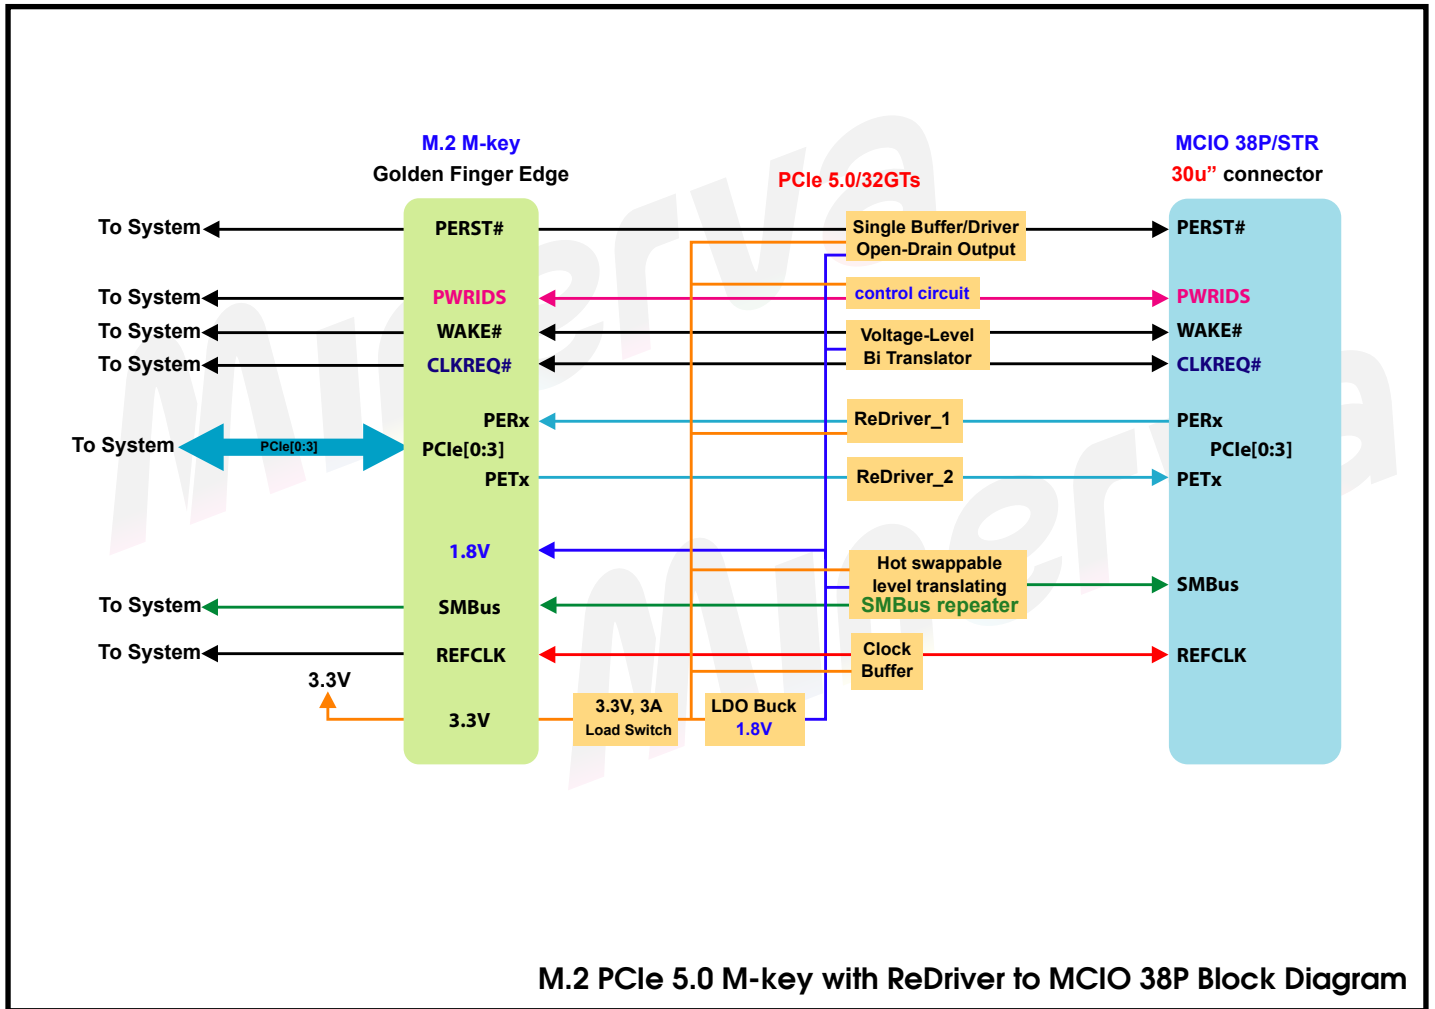 M.2 M-key
Golden Finger Edge
PCIe 5.0/32GTs
MCIO 38P/STR
30u” connector
To System
PERST#
Single Buffer/Driver
Open-Drain Output
PERST#
To System
PWRIDS
control circuit
PWRIDS
To System
WAKE#
Voltage-Level
Bi Translator
WAKE#
To System
CLKREQ#
CLKREQ#
PERx
ReDriver_1
PERx
To System
PCIe[0:3]
PCIe[0:3]
PCIe[0:3]
PETx
ReDriver_2
PETx
1.8V
Hot swappable
level translating
SMBus repeater
SMBus
To System
SMBus
To System
REFCLK
Clock
Buffer
REFCLK
3.3V
3.3V
3.3V, 3A
Load Switch
LDO Buck
1.8V
Minerva
Minerva
M.2 PCIe 5.0 M-key with ReDriver to MCIO 38P Block Diagram